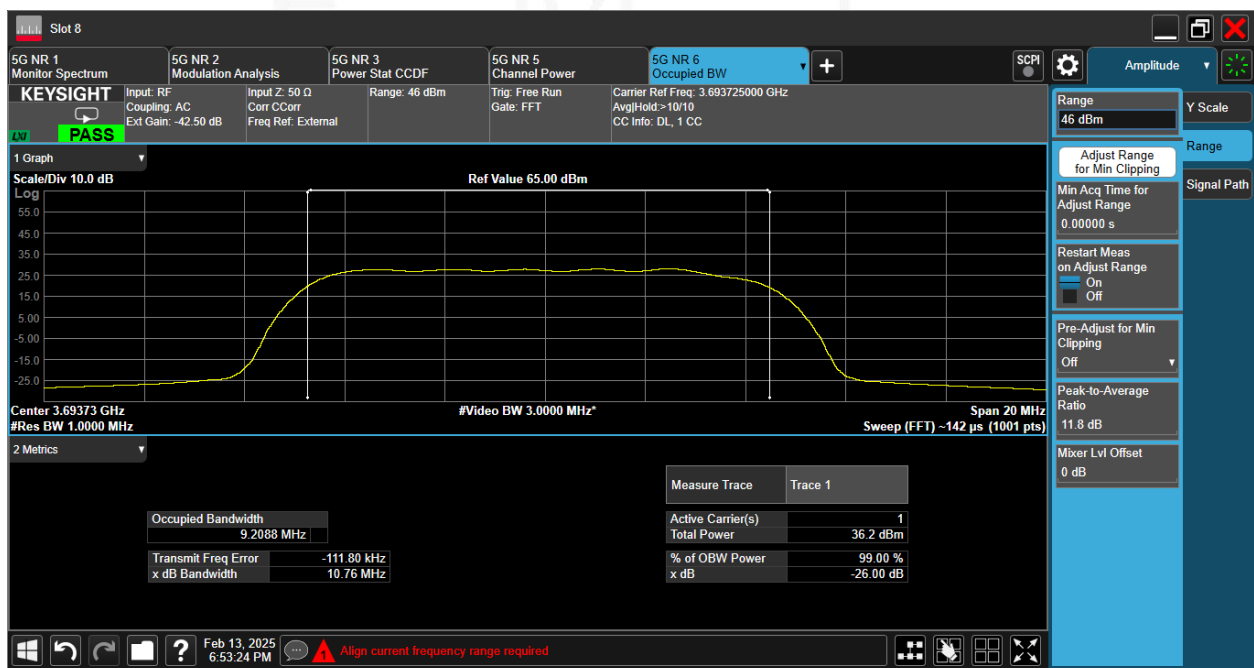 Slot 8
5G NR 1
Monitor Spectrum
5G NR 2
Modulation Analysis
5G NR 3
Power Stat CCDF
5G NR 5
Channel Power
5G NR 6
Occupied BW
SCPI
Amplitude
KEYSIGHT
LXI
PASS
Input: RF
Coupling: AC
Ext Gain: -42.50 dB
Input Z: 50 Ω
Corr CCorr
Freq Ref: External
Range: 46 dBm
Trig: Free Run
Gate: FFT
Carrier Ref Freq: 3.693725000 GHz
Avg|Hold:>10/10
CC Info: DL, 1 CC
1 Graph
Scale/Div 10.0 dB
Ref Value 65.00 dBm
Log
55.0
45.0
35.0
25.0
15.0
5.00
-5.00
-15.0
-25.0
Center 3.69373 GHz
#Video BW 3.0000 MHz*
Span 20 MHz
#Res BW 1.0000 MHz
Sweep (FFT) ~142 µs (1001 pts)
2 Metrics
Measure Trace Trace 1
Occupied Bandwidth
9.2088 MHz
Active Carrier(s) 1
Total Power 36.2 dBm
Transmit Freq Error -111.80 kHz
x dB Bandwidth 10.76 MHz
% of OBW Power 99.00 %
x dB -26.00 dB
Range
46 dBm
Adjust Range
for Min Clipping
Min Acq Time for
Adjust Range
0.00000 s
Restart Meas
on Adjust Range
On
Off
Pre-Adjust for Min
Clipping
Off
Peak-to-Average
Ratio
11.8 dB
Mixer Lvl Offset
0 dB
Y Scale
Range
Signal Path
?
Feb 13, 2025
6:53:24 PM
1
Align current frequency range required